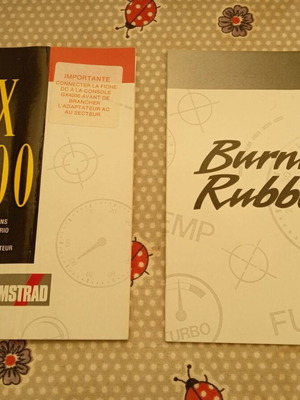 X
00
IMPORTANTE
CONNECTER LA FICHE
DC A LA CONSOLE
GX4000 AVANT DE
BRANCHER
L'ADAPTATEUR AC
AU SECTEUR
MSTRAD
Burn
Rubb
EMP
TURBO
FU